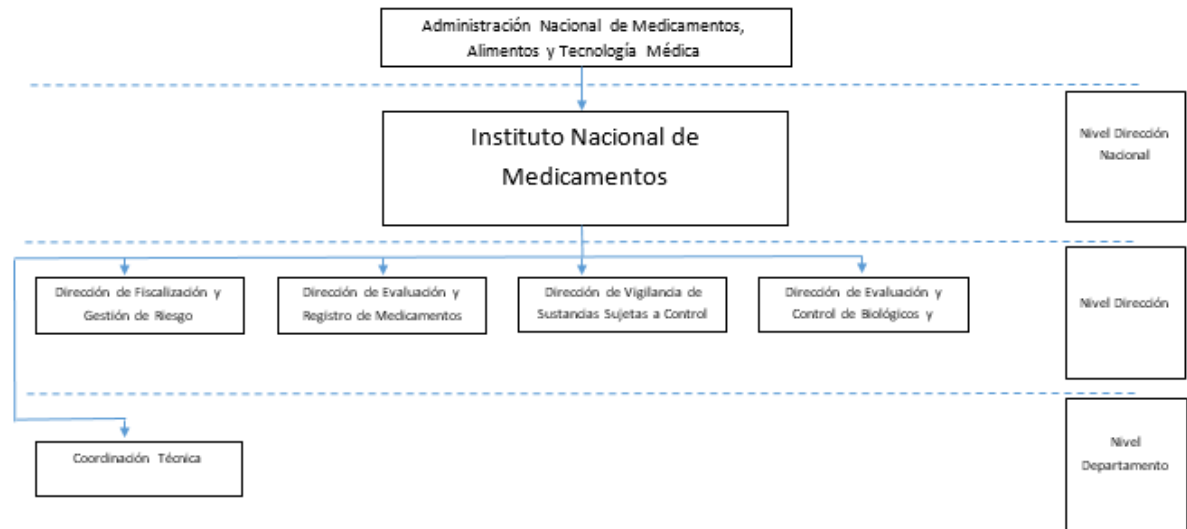 Administración Nacional de Medicamentos,
Alimentos y Tecnología Médica
Instituto Nacional de
Medicamentos
Nivel Dirección
Nacional
Dirección de Fiscalización y
Gestión de Riesgo
Dirección de Evaluación y
Registro de Medicamentos
Dirección de Vigilancia de
Sustancias Sujetas a Control
Dirección de Evaluación y
Control de Biológicos y
Nivel Dirección
Coordinación Técnica
Nivel
Departamento